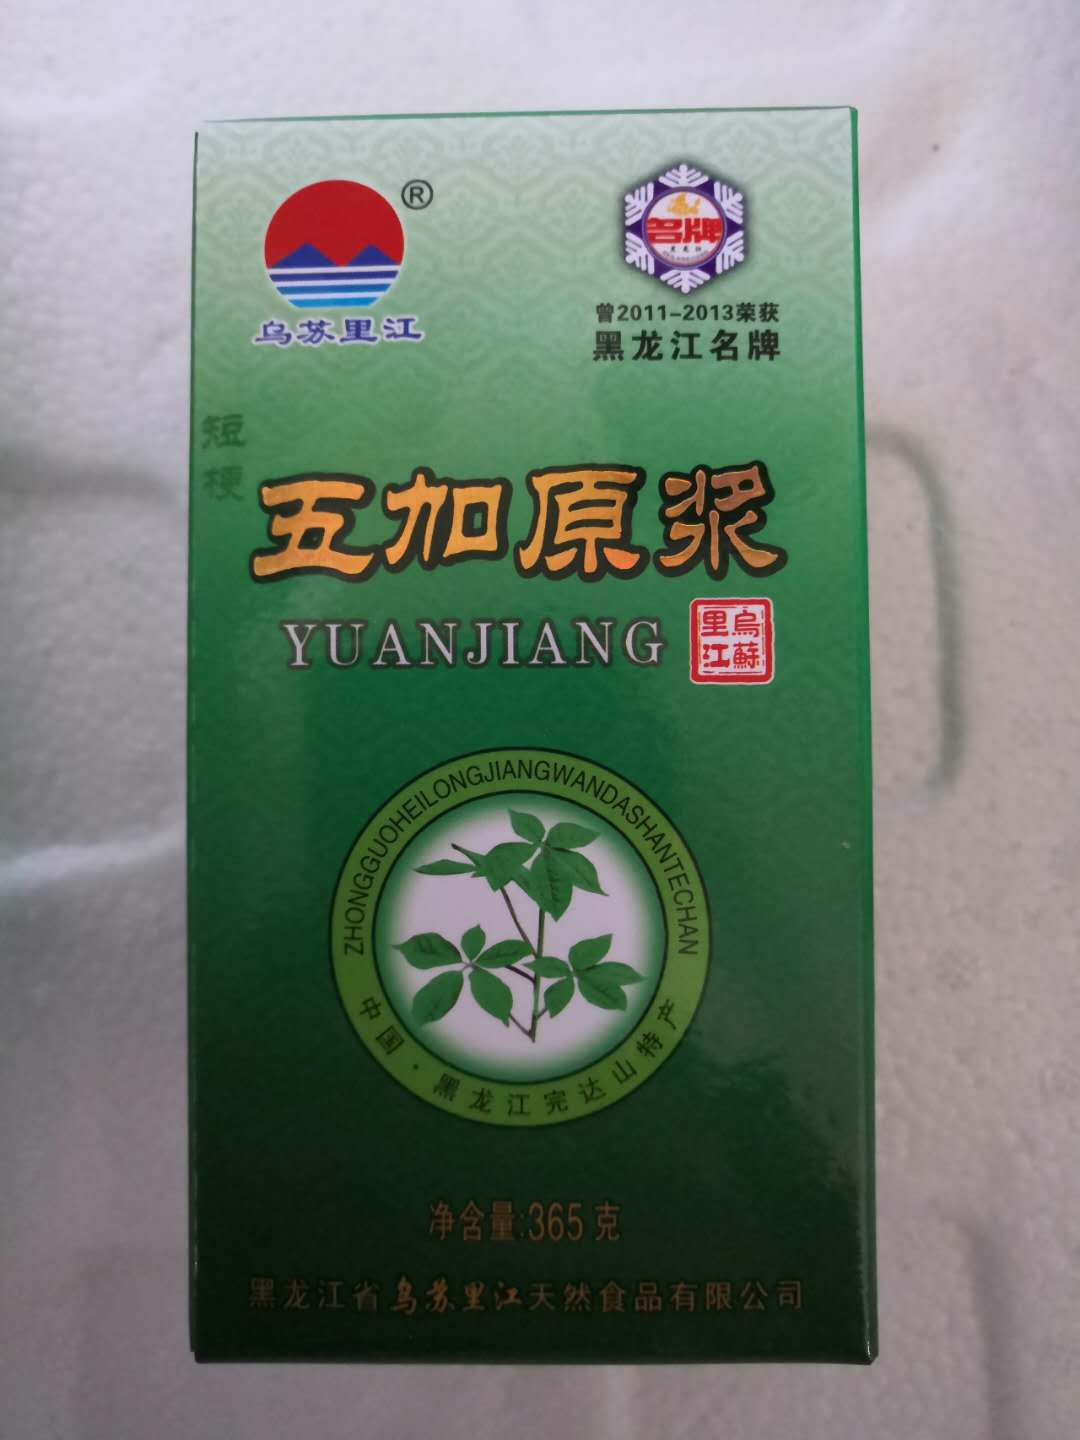 ®
乌苏里江
名牌
黑龙江
曾2011-2013荣获
黑龙江名牌
短梗
五加原浆
YUANJIANG
烏蘇里江
ZHONGGUOHEILONGJIANGWANDASHANTECHAN
中国·黑龙江完达山特产
净含量:365克
黑龙江省乌苏里江天然食品有限公司